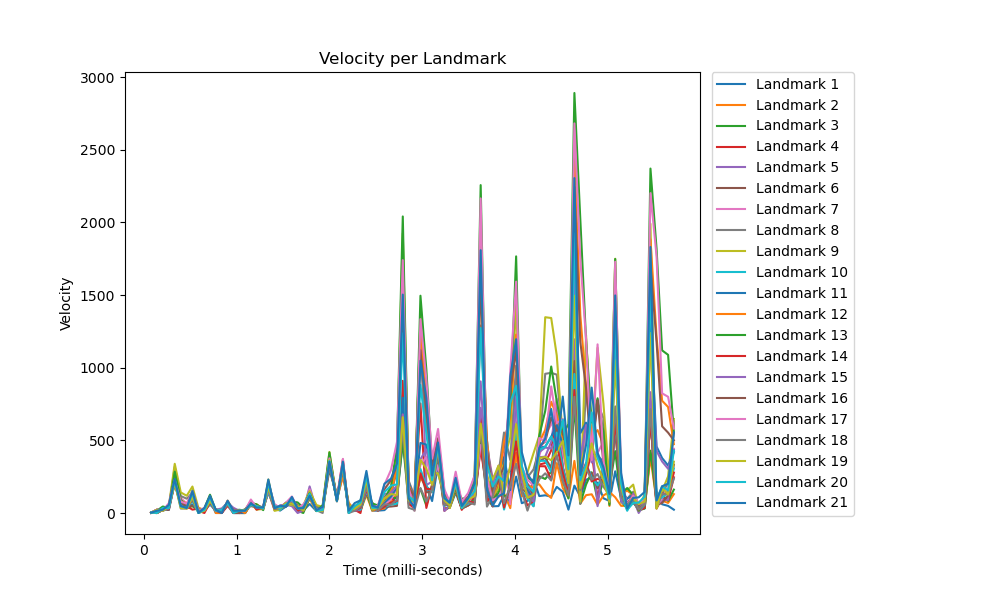 Velocity per Landmark
3000
2500
2000
1500
1000
500
0
Velocity
0 1 2 3 4 5
Time (milli-seconds)
Landmark 1
Landmark 2
Landmark 3
Landmark 4
Landmark 5
Landmark 6
Landmark 7
Landmark 8
Landmark 9
Landmark 10
Landmark 11
Landmark 12
Landmark 13
Landmark 14
Landmark 15
Landmark 16
Landmark 17
Landmark 18
Landmark 19
Landmark 20
Landmark 21